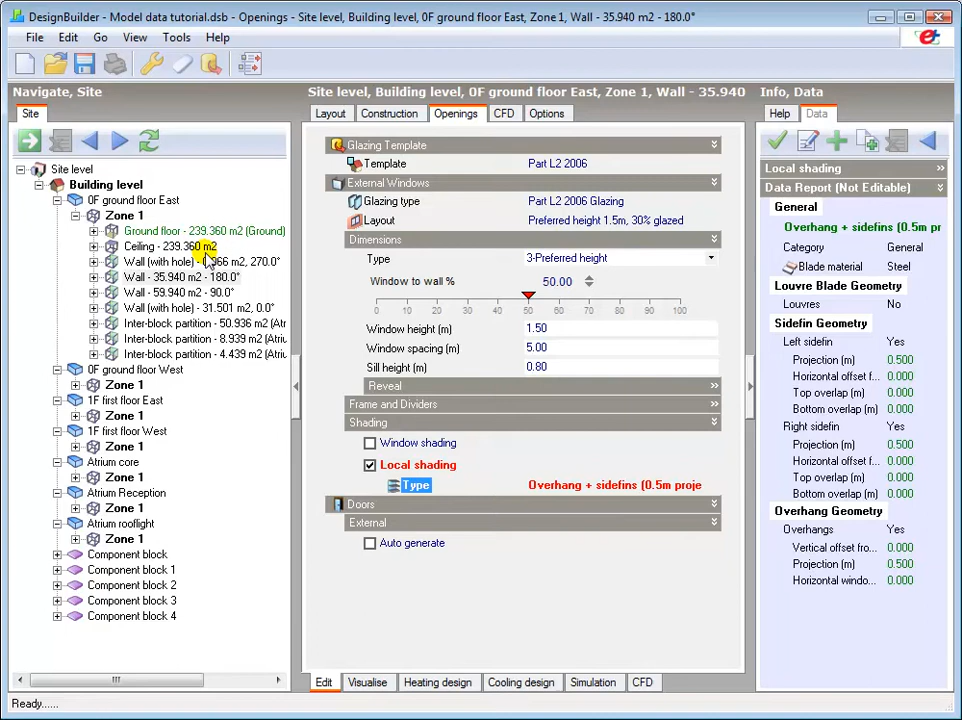 DesignBuilder - Model data tutorial.dsb - Openings - Site level, Building level, 0F ground floor East, Zone 1, Wall - 35.940 m2 - 180.0°
File Edit Go View Tools Help
Navigate, Site
Site
Site level
Building level
0F ground floor East
Zone 1
Ground floor - 239.360 m2 (Ground)
Ceiling - 239.360 m2
Wall (with hole) - 966 m2, 270.0°
Wall - 35.940 m2 - 180.0°
Wall - 59.940 m2 - 90.0°
Wall (with hole) - 31.501 m2, 0.0°
Inter-block partition - 50.936 m2 (Atri
Inter-block partition - 8.939 m2 (Atriu
Inter-block partition - 4.439 m2 (Atriu
0F ground floor West
Zone 1
1F first floor East
Zone 1
1F first floor West
Zone 1
Atrium core
Zone 1
Atrium Reception
Zone 1
Atrium rooflight
Zone 1
Component block
Component block 1
Component block 2
Component block 3
Component block 4
Site level, Building level, 0F ground floor East, Zone 1, Wall - 35.940
Layout Construction Openings CFD Options
Glazing Template
Template Part L2 2006
External Windows
Glazing type Part L2 2006 Glazing
Layout Preferred height 1.5m, 30% glazed
Dimensions
Type 3-Preferred height
Window to wall % 50.00
0 10 20 30 40 50 60 70 80 90 100
Window height (m) 1.50
Window spacing (m) 5.00
Sill height (m) 0.80
Reveal
Frame and Dividers
Shading
Window shading
Local shading
Type Overhang + sidefins (0.5m proje
Doors
External
Auto generate
Edit Visualise Heating design Cooling design Simulation CFD
Info, Data
Help Data
Local shading
Data Report (Not Editable)
General
Overhang + sidefins (0.5m pr
Category General
Blade material Steel
Louvre Blade Geometry
Louvres No
Sidefin Geometry
Left sidefin Yes
Projection (m) 0.500
Horizontal offset f... 0.000
Top overlap (m) 0.000
Bottom overlap (m) 0.000
Right sidefin Yes
Projection (m) 0.500
Horizontal offset f... 0.000
Top overlap (m) 0.000
Bottom overlap (m) 0.000
Overhang Geometry
Overhangs Yes
Vertical offset fro... 0.000
Projection (m) 0.500
Horizontal windo... 0.000
Ready......